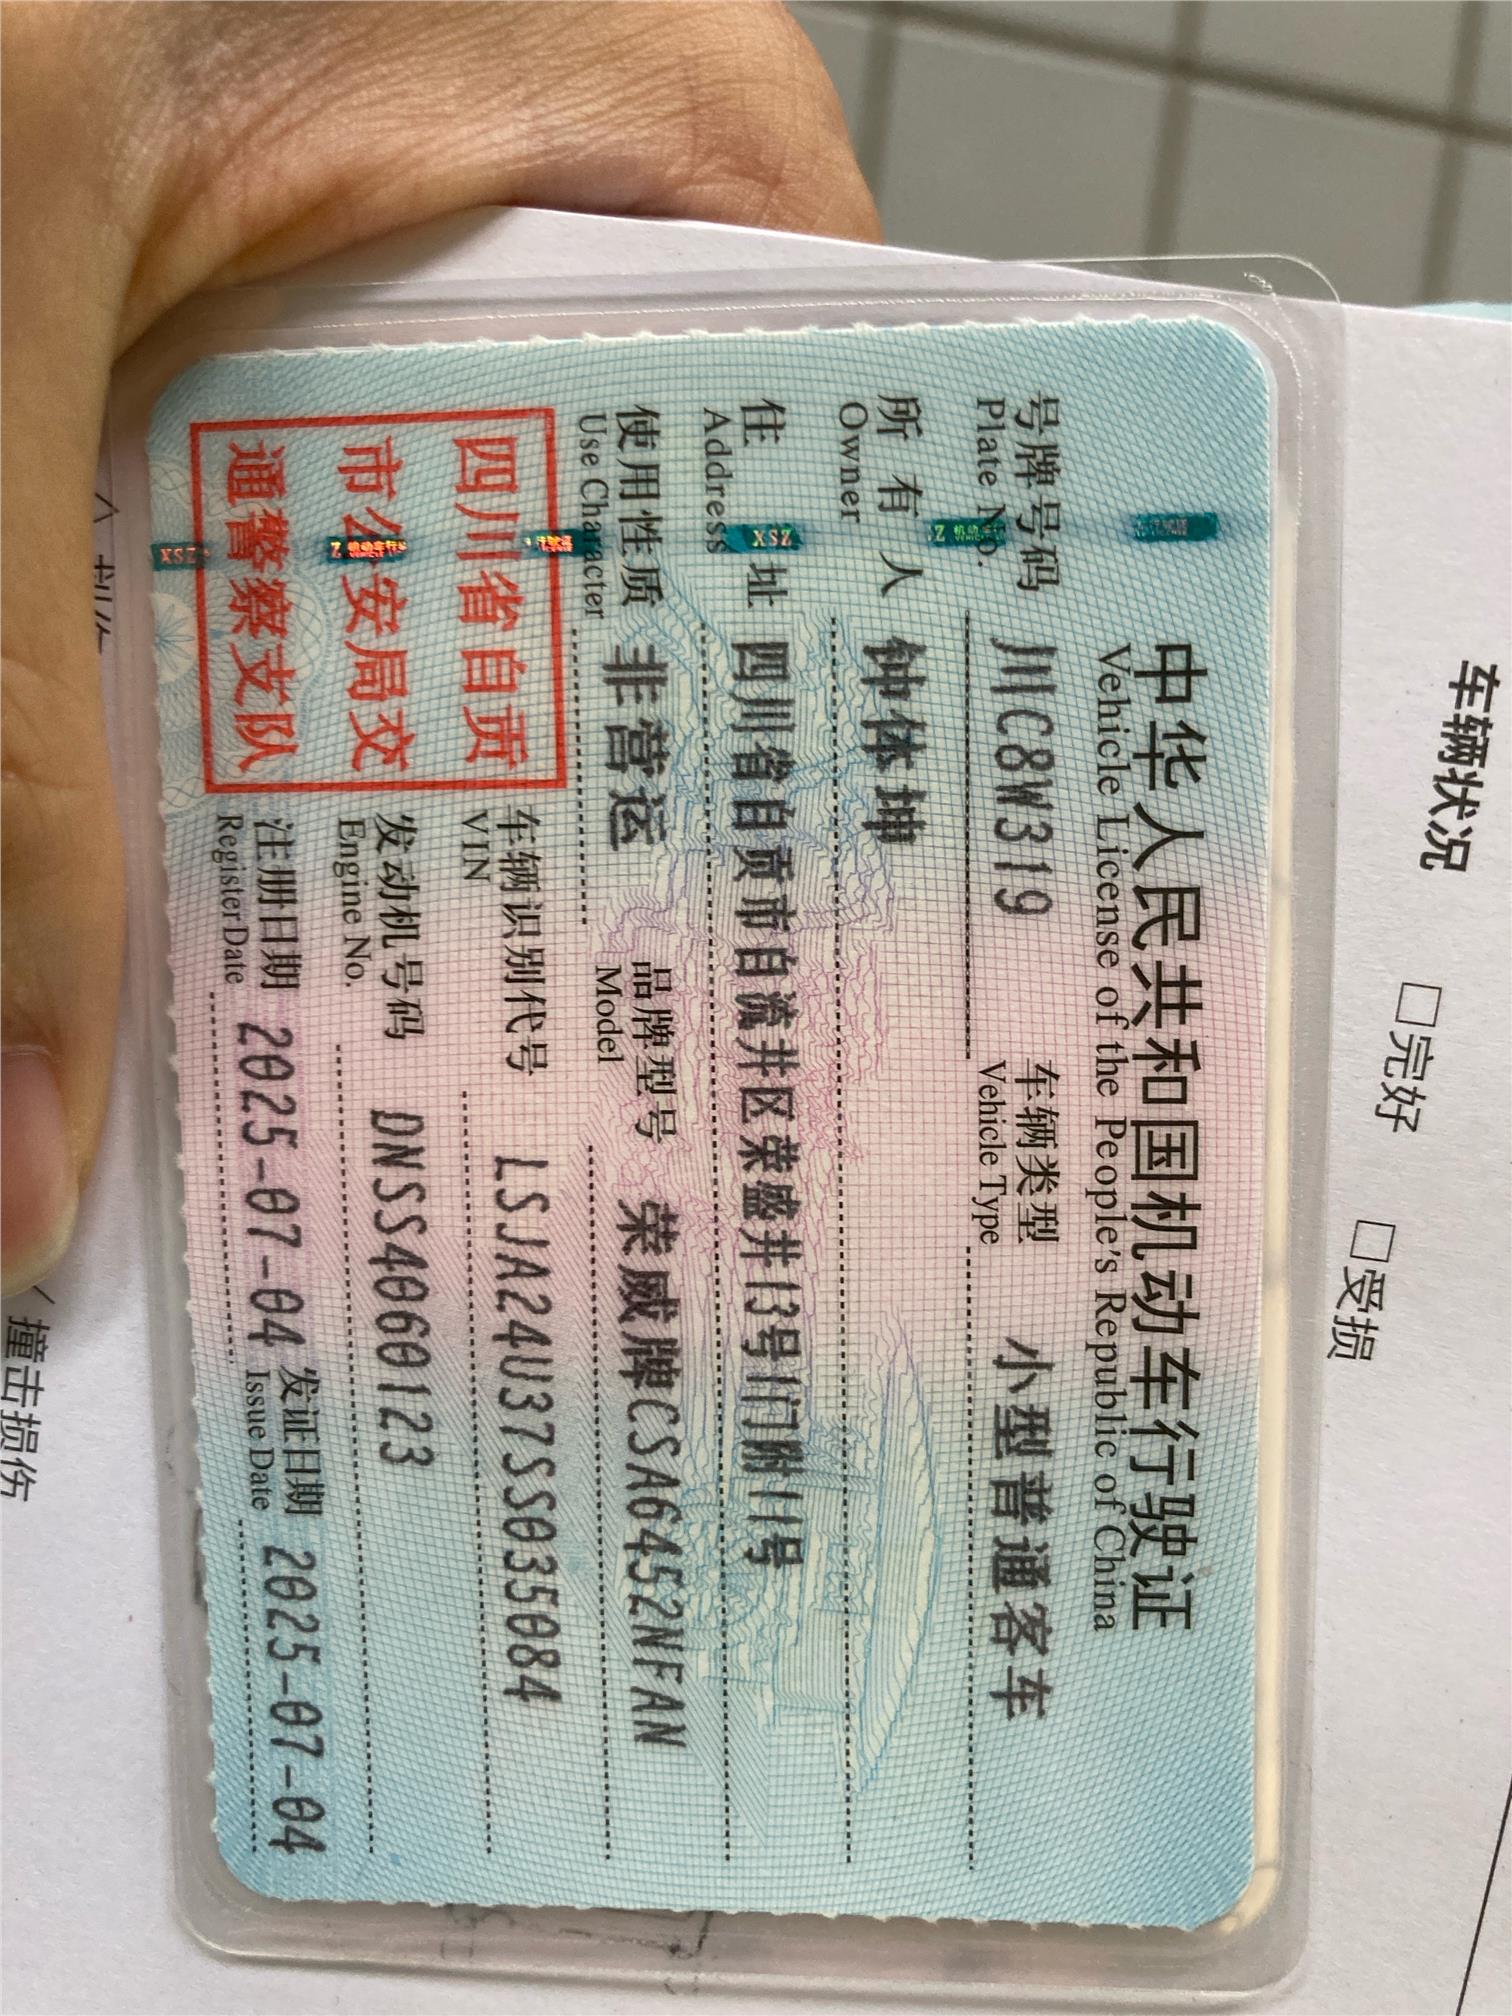 中华人民共和国机动车行驶证
Vehicle License of the People's Republic of China
号牌号码 川C8W319 车辆类型 小型普通客车
Plate No. Vehicle Type
所有人 钟体坤
Owner
住址 四川省自贡市自流井区荣盛井13号1门附11号
Address
使用性质 非营运 品牌型号 荣威牌CSA6452NFAN
Use Character Model
四川省自贡
市公安局交
通警察支队
车辆识别代号 LSJA24U37SS035084
VIN
发动机号码 DNSS4060123
Engine No.
注册日期 2025-07-04 发证日期 2025-07-04
Register Date Issue Date
车辆状况 □完好 □受损
撞击损伤